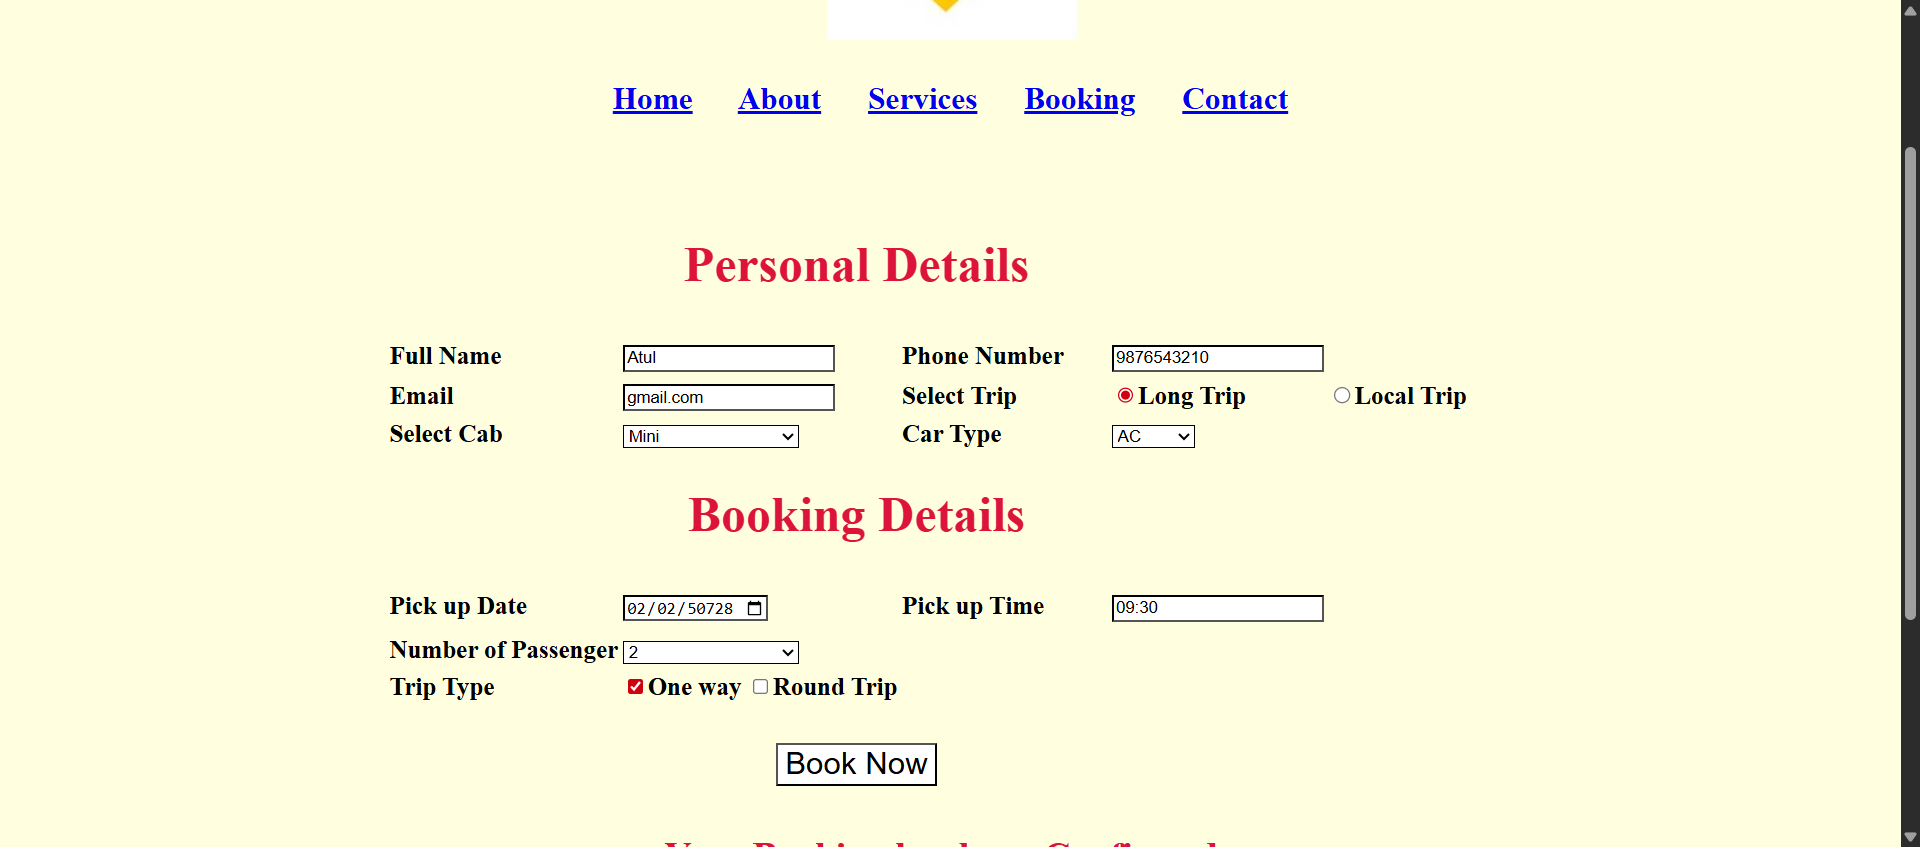 Home About Services Booking Contact
Personal Details
Full Name Atul Phone Number 9876543210
Email gmail.com Select Trip Long Trip Local Trip
Select Cab Mini Car Type AC
Booking Details
Pick up Date 02/02/50728 Pick up Time 09:30
Number of Passenger 2
Trip Type One way Round Trip
Book Now